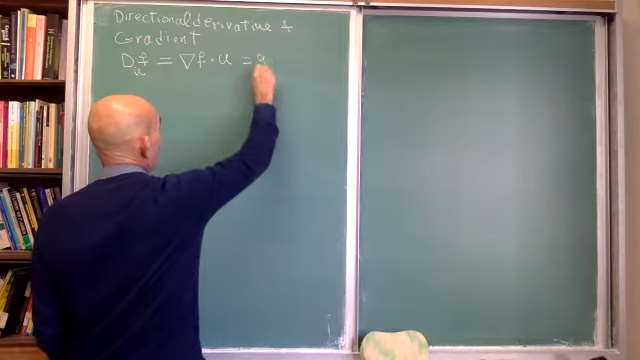 Directional derivative &
Gradient
D_u f = ∇f · u =